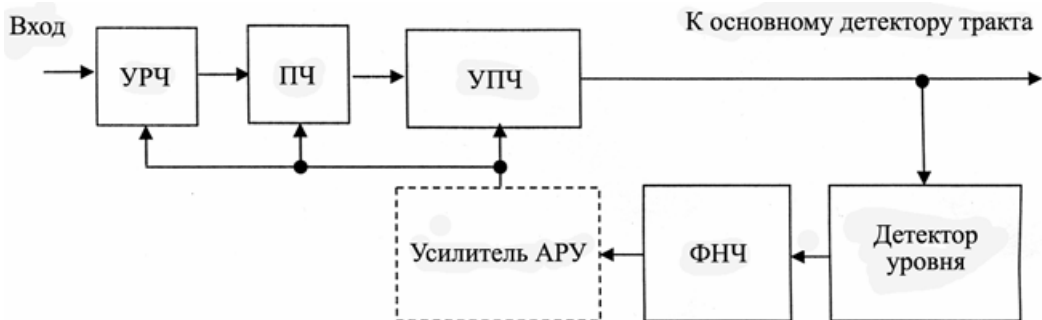 Вход
К основному детектору тракта
УРЧ
ПЧ
УПЧ
Усилитель АРУ
ФНЧ
Детектор
уровня